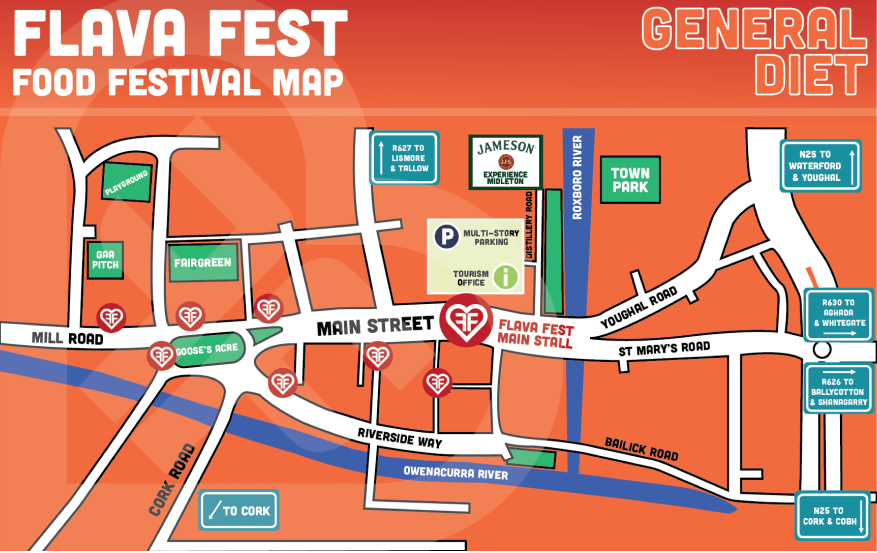 FLAVA FEST
FOOD FESTIVAL MAP
GENERAL
DIET
R627 TO
LISMORE
& TALLOW
JAMESON
JJ&S
EXPERIENCE
MIDLETON
ROXBORO RIVER
TOWN
PARK
N25 TO
WATERFORD
& YOUGHAL
PLAYGROUND
GAA
PITCH
FAIRGREEN
P
MULTI-STORY
PARKING
TOURISM
OFFICE
i
DISTILLERY ROAD
R630 TO
AGHADA
& WHITEGATE
MILL ROAD
GOOSE'S ACRE
MAIN STREET
FLAVA FEST
MAIN STALL
YOUGHAL ROAD
ST MARY'S ROAD
R626 TO
BALLYCOTTON
& SHANAGARRY
RIVERSIDE WAY
BAILICK ROAD
OWENACURRA RIVER
CORK ROAD
TO CORK
N25 TO
CORK & COBH